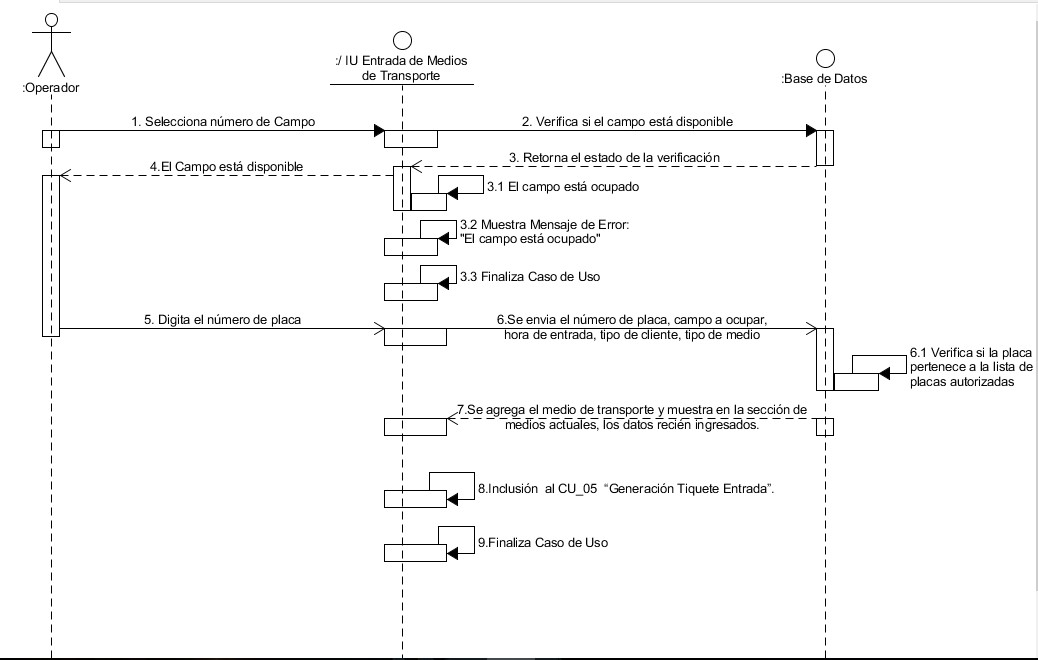 :/ IU Entrada de Medios
de Transporte
:Operador
:Base de Datos
1. Selecciona número de Campo
2. Verifica si el campo está disponible
3. Retorna el estado de la verificación
4.El Campo está disponible
3.1 El campo está ocupado
3.2 Muestra Mensaje de Error:
"El campo está ocupado"
3.3 Finaliza Caso de Uso
5. Digita el número de placa
6.Se envia el número de placa, campo a ocupar,
hora de entrada, tipo de cliente, tipo de medio
6.1 Verifica si la placa
pertenece a la lista de
placas autorizadas
7.Se agrega el medio de transporte y muestra en la sección de
medios actuales, los datos recién ingresados.
8.Inclusión al CU_05 “Generación Tiquete Entrada”.
9.Finaliza Caso de Uso